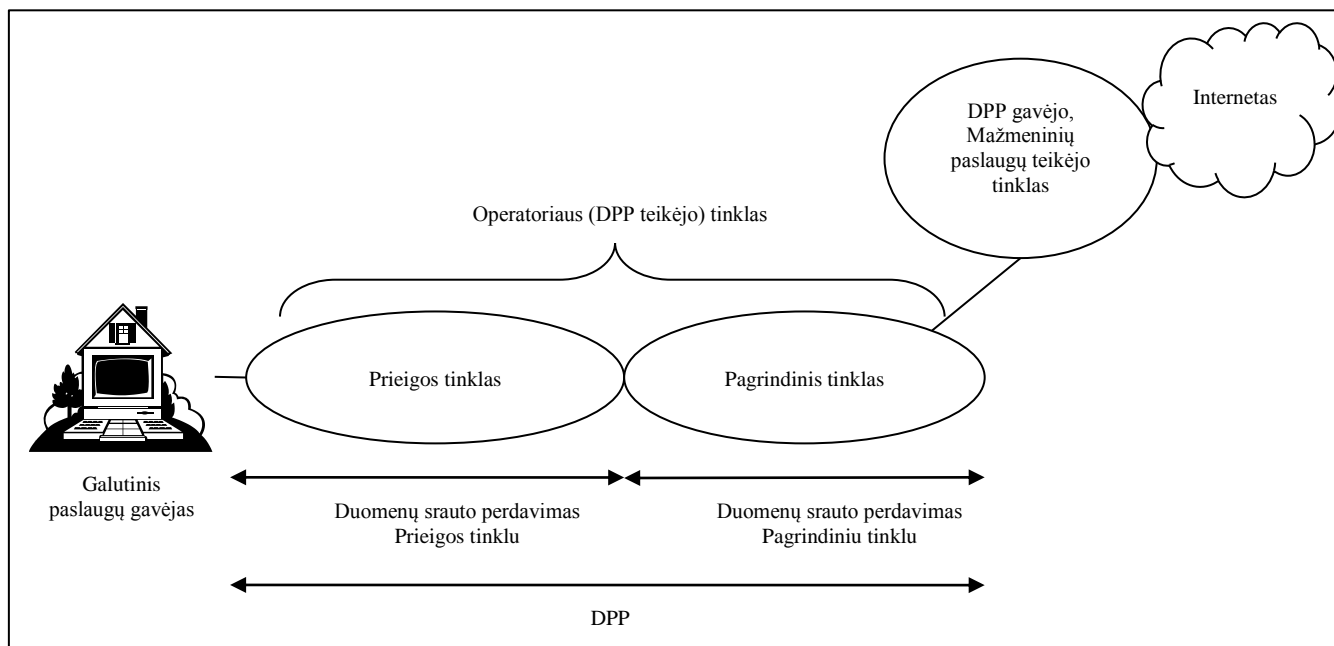 Internetas
DPP gavėjo,
Mažmeninių
paslaugų teikėjo
tinklas
Operatoriaus (DPP teikėjo) tinklas
Prieigos tinklas
Pagrindinis tinklas
Galutinis
paslaugų gavėjas
Duomenų srauto perdavimas
Prieigos tinklu
Duomenų srauto perdavimas
Pagrindiniu tinklu
DPP